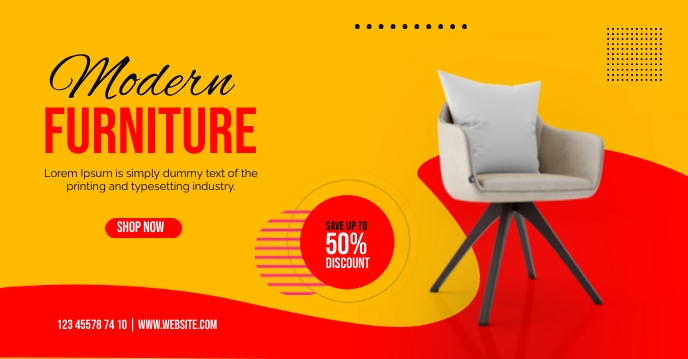 Modern
FURNITURE
Lorem Ipsum is simply dummy text of the
printing and typesetting industry.
SHOP NOW
SAVE UP TO
50%
DISCOUNT
123 45578 74 10 | WWW.WEBSITE.COM